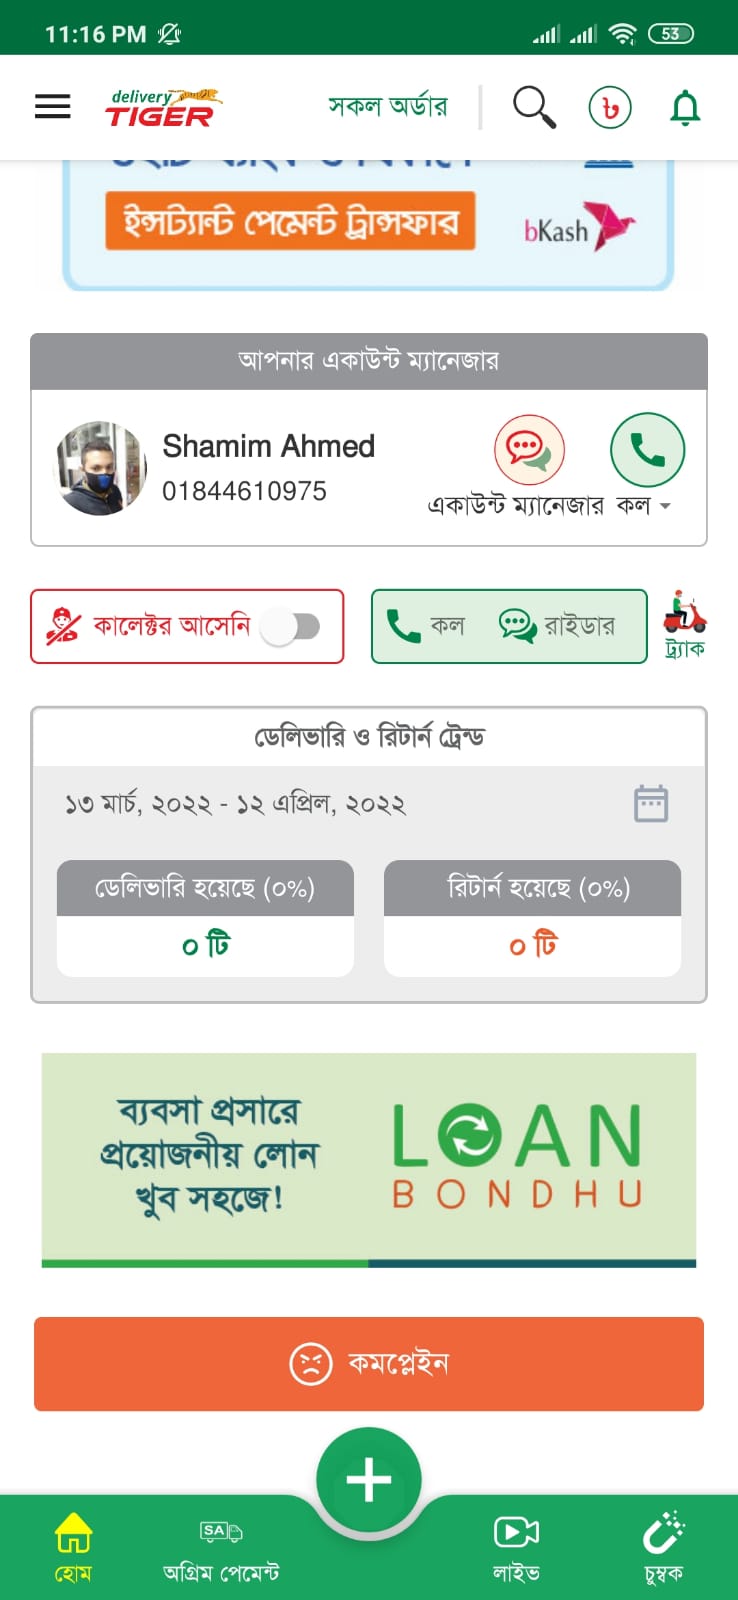 11:16 PM
53
delivery
TIGER
সকল অর্ডার
৳
ইন্সট্যান্ট পেমেন্ট ট্রান্সফার
bKash
আপনার একাউন্ট ম্যানেজার
Shamim Ahmed
01844610975
একাউন্ট ম্যানেজার কল
কালেক্টর আসেনি
কল
রাইডার
ট্র্যাক
ডেলিভারি ও রিটার্ন ট্রেন্ড
১৩ মার্চ, ২০২২ - ১২ এপ্রিল, ২০২২
ডেলিভারি হয়েছে (০%)
রিটার্ন হয়েছে (০%)
০ টি
০ টি
ব্যবসা প্রসারে
প্রয়োজনীয় লোন
খুব সহজে!
LOAN
BONDHU
কমপ্লেইন
হোম
SA
অগ্রিম পেমেন্ট
লাইভ
চুম্বক